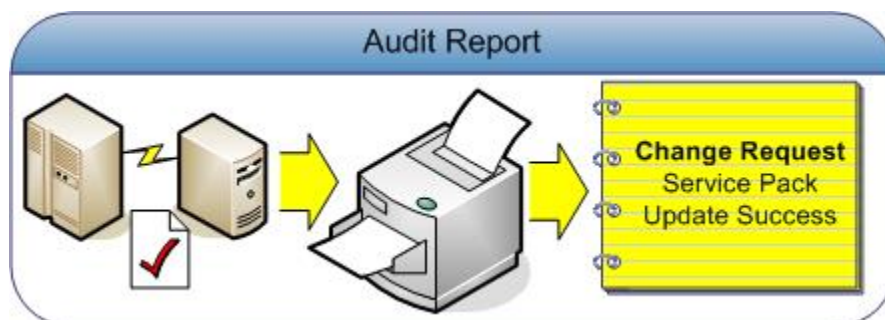 Audit Report
Change Request
Service Pack
Update Success